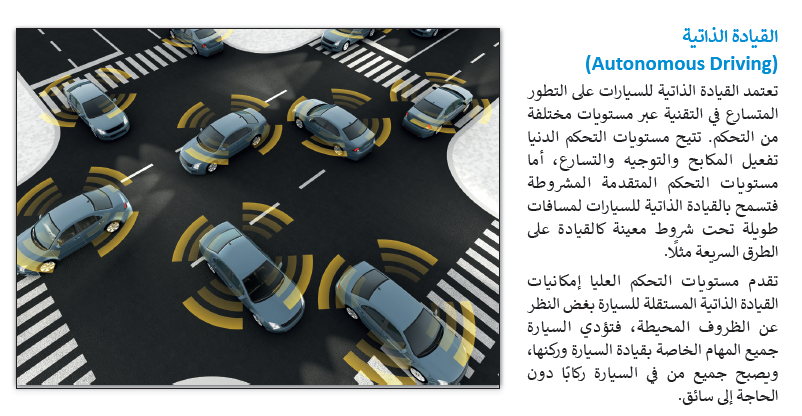 القيادة الذاتية
(Autonomous Driving)
تعتمد القيادة الذاتية للسيارات على التطور
المتسارع في التقنية عبر مستويات مختلفة
من التحكم. تتيح مستويات التحكم الدنيا
تفعيل المكابح والتوجيه والتسارع، أما
مستويات التحكم المتقدمة المشروطة
فتسمح بالقيادة الذاتية للسيارات لمسافات
طويلة تحت شروط معينة كالقيادة على
الطرق السريعة مثلًا.
تقدم مستويات التحكم العليا إمكانيات
القيادة الذاتية المستقلة للسيارة بغض النظر
عن الظروف المحيطة، فتؤدي السيارة
جميع المهام الخاصة بقيادة السيارة وركنها،
ويصبح جميع من في السيارة ركابًا دون
الحاجة إلى سائق.